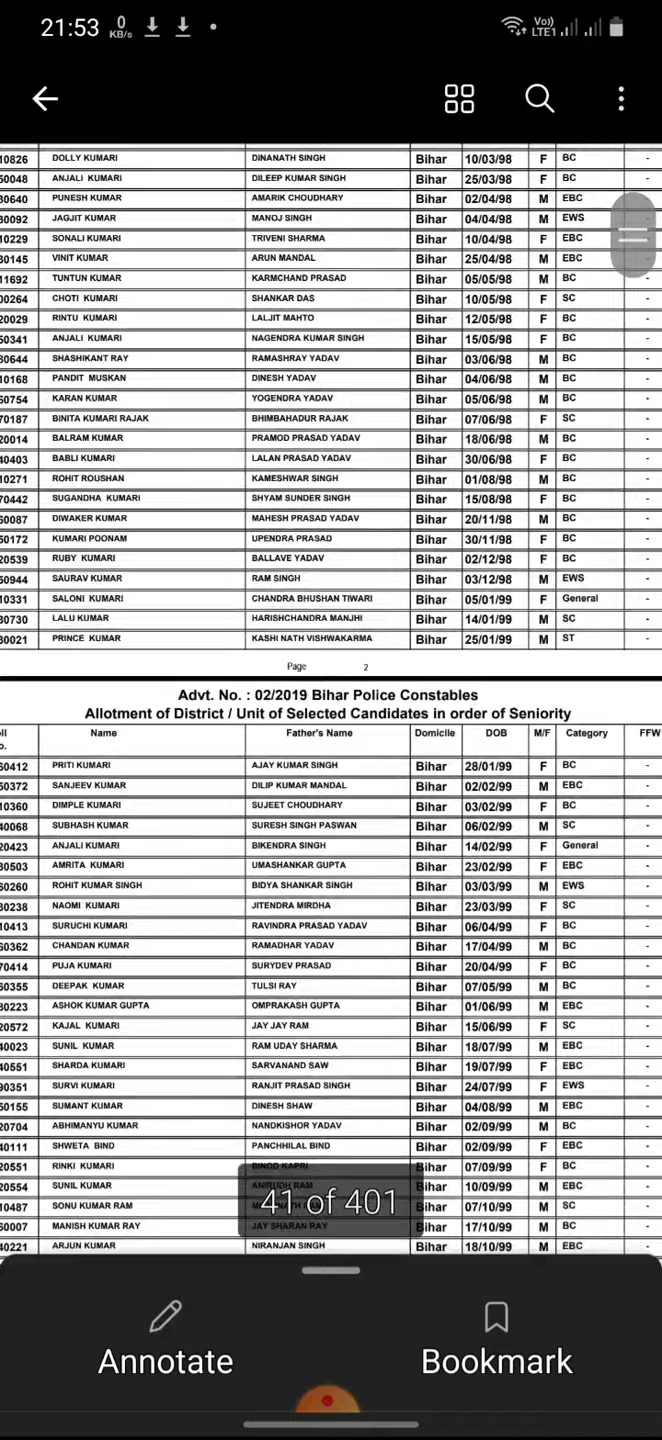 21:53 0 KB/s Vo)) LTE1
10826 DOLLY KUMARI DINANATH SINGH Bihar 10/03/98 F BC -
50048 ANJALI KUMARI DILEEP KUMAR SINGH Bihar 25/03/98 F BC -
30640 PUNESH KUMAR AMARIK CHOUDHARY Bihar 02/04/98 M EBC
30092 JAGJIT KUMAR MANOJ SINGH Bihar 04/04/98 M EWS
10229 SONALI KUMARI TRIVENI SHARMA Bihar 10/04/98 F EBC
30145 VINIT KUMAR ARUN MANDAL Bihar 25/04/98 M EBC
11692 TUNTUN KUMAR KARMCHAND PRASAD Bihar 05/05/98 M BC -
00264 CHOTI KUMARI SHANKAR DAS Bihar 10/05/98 F SC -
20029 RINTU KUMARI LALJIT MAHTO Bihar 12/05/98 F BC -
50341 ANJALI KUMARI NAGENDRA KUMAR SINGH Bihar 15/05/98 F BC -
30644 SHASHIKANT RAY RAMASHRAY YADAV Bihar 03/06/98 M BC -
10168 PANDIT MUSKAN DINESH YADAV Bihar 04/06/98 M BC -
60754 KARAN KUMAR YOGENDRA YADAV Bihar 05/06/98 M BC -
70187 BINITA KUMARI RAJAK BHIMBAHADUR RAJAK Bihar 07/06/98 F SC -
20014 BALRAM KUMAR PRAMOD PRASAD YADAV Bihar 18/06/98 M BC -
40403 BABLI KUMARI LALAN PRASAD YADAV Bihar 30/06/98 F BC -
10271 ROHIT ROUSHAN KAMESHWAR SINGH Bihar 01/08/98 M BC -
70442 SUGANDHA KUMARI SHYAM SUNDER SINGH Bihar 15/08/98 F BC -
60087 DIWAKER KUMAR MAHESH PRASAD YADAV Bihar 20/11/98 M BC -
50172 KUMARI POONAM UPENDRA PRASAD Bihar 30/11/98 F BC -
20539 RUBY KUMARI BALLAVE YADAV Bihar 02/12/98 F BC -
50944 SAURAV KUMAR RAM SINGH Bihar 03/12/98 M EWS -
10331 SALONI KUMARI CHANDRA BHUSHAN TIWARI Bihar 05/01/99 F General -
30730 LALU KUMAR HARISHCHANDRA MANJHI Bihar 14/01/99 M SC -
30021 PRINCE KUMAR KASHI NATH VISHWAKARMA Bihar 25/01/99 M ST -
Page 2
Advt. No. : 02/2019 Bihar Police Constables
Allotment of District / Unit of Selected Candidates in order of Seniority
ll o. Name Father's Name Domicile DOB M/F Category FFW
60412 PRITI KUMARI AJAY KUMAR SINGH Bihar 28/01/99 F BC -
50372 SANJEEV KUMAR DILIP KUMAR MANDAL Bihar 02/02/99 M EBC -
10360 DIMPLE KUMARI SUJEET CHOUDHARY Bihar 03/02/99 F BC -
40068 SUBHASH KUMAR SURESH SINGH PASWAN Bihar 06/02/99 M SC -
20423 ANJALI KUMARI BIKENDRA SINGH Bihar 14/02/99 F General -
30503 AMRITA KUMARI UMASHANKAR GUPTA Bihar 23/02/99 F EBC -
60260 ROHIT KUMAR SINGH BIDYA SHANKAR SINGH Bihar 03/03/99 M EWS -
30238 NAOMI KUMARI JITENDRA MIRDHA Bihar 23/03/99 F SC -
10413 SURUCHI KUMARI RAVINDRA PRASAD YADAV Bihar 06/04/99 F BC -
60362 CHANDAN KUMAR RAMADHAR YADAV Bihar 17/04/99 M BC -
70414 PUJA KUMARI SURYDEV PRASAD Bihar 20/04/99 F BC -
60355 DEEPAK KUMAR TULSI RAY Bihar 07/05/99 M BC -
30223 ASHOK KUMAR GUPTA OMPRAKASH GUPTA Bihar 01/06/99 M EBC -
20572 KAJAL KUMARI JAY JAY RAM Bihar 15/06/99 F SC -
40023 SUNIL KUMAR RAM UDAY SHARMA Bihar 18/07/99 M EBC -
40551 SHARDA KUMARI SARVANAND SAW Bihar 19/07/99 F EBC -
90351 SURVI KUMARI RANJIT PRASAD SINGH Bihar 24/07/99 F EWS -
50155 SUMANT KUMAR DINESH SHAW Bihar 04/08/99 M EBC -
20704 ABHIMANYU KUMAR NANDKISHOR YADAV Bihar 02/09/99 M BC -
40111 SHWETA BIND PANCHHILAL BIND Bihar 02/09/99 F EBC -
20551 RINKI KUMARI BINOD KAPRI Bihar 07/09/99 F BC -
20554 SUNIL KUMAR ANIRUDH RAM Bihar 10/09/99 M EBC -
10487 SONU KUMAR RAM Bihar 07/10/99 M SC -
60007 MANISH KUMAR RAY JAY SHARAN RAY Bihar 17/10/99 M BC -
40221 ARJUN KUMAR NIRANJAN SINGH Bihar 18/10/99 M EBC -
41 of 401
Annotate Bookmark